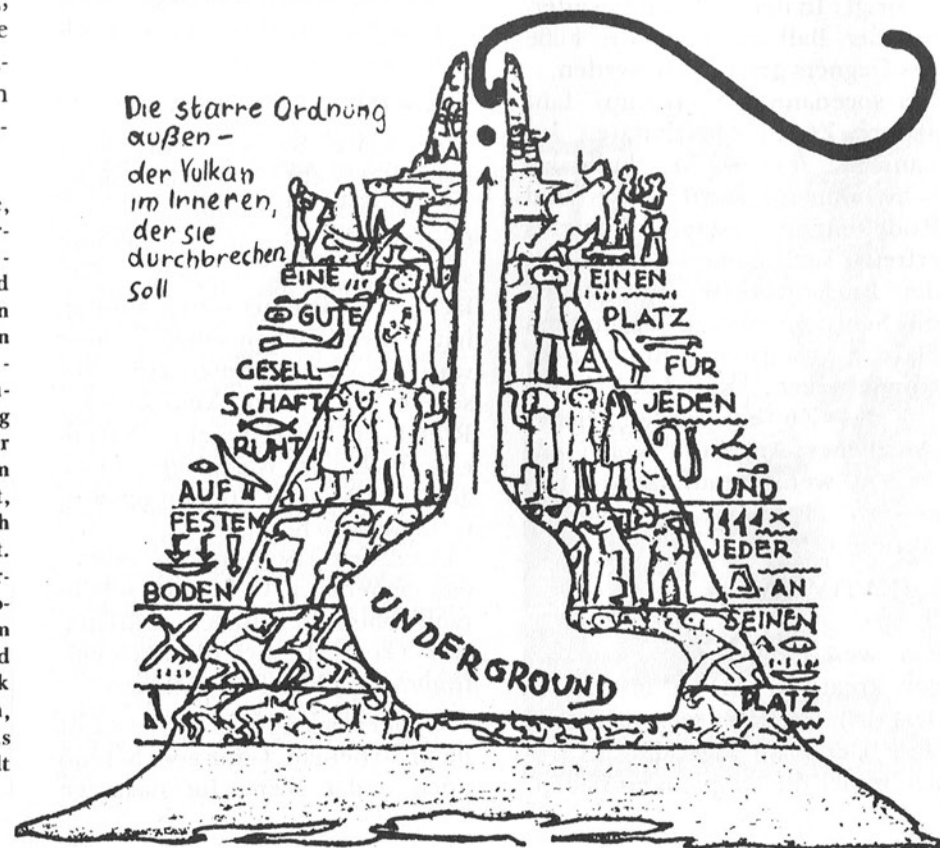 Die starre Ordnung
außen –
der Vulkan
im Inneren,
der sie
durchbrechen
soll
EINE
GUTE
GESELL-
SCHAFT
RUHT
AUF
FESTEN
BODEN
EINEN
PLATZ
FÜR
JEDEN
UND
JEDER
AN
SEINEN
PLATZ
UNDERGROUND